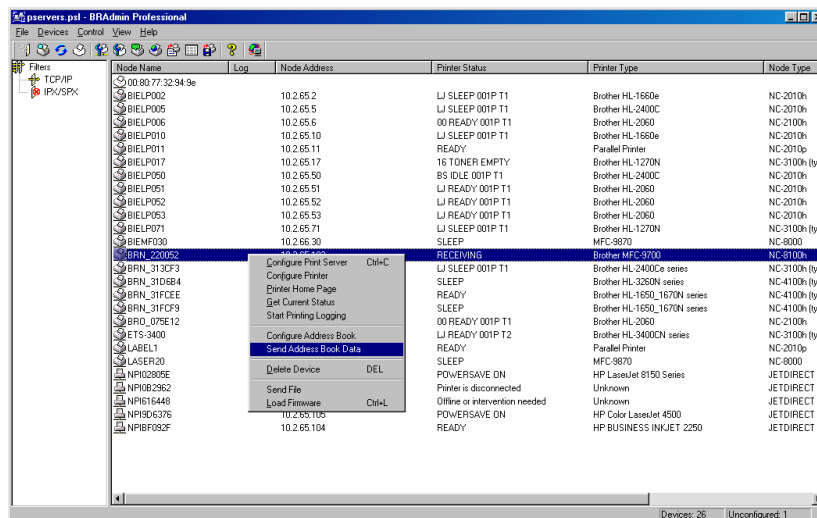 pservers.psl - BRAdmin Professional
File Devices Control View Help
Filters
TCP/IP
IPX/SPX
Node Name Log Node Address Printer Status Printer Type Node Type
00:80:77:32:94:9e
BIELP002 10.2.65.2 LJ SLEEP 001P T1 Brother HL-1660e NC-2010h
BIELP005 10.2.65.5 LJ SLEEP 001P T1 Brother HL-2400C NC-2010h
BIELP006 10.2.65.6 00 READY 001P T1 Brother HL-2060 NC-2100h
BIELP010 10.2.65.10 LJ SLEEP 001P T1 Brother HL-1660e NC-2010h
BIELP011 10.2.65.11 READY Parallel Printer NC-2010p
BIELP017 10.2.65.17 16 TONER EMPTY Brother HL-1270N NC-3100h (ty
BIELP050 10.2.65.50 BS IDLE 001P T1 Brother HL-2400C NC-2010h
BIELP051 10.2.65.51 LJ READY 001P T1 Brother HL-2060 NC-2010h
BIELP052 10.2.65.52 LJ READY 001P T1 Brother HL-2060 NC-2010h
BIELP053 10.2.65.53 LJ READY 001P T1 Brother HL-2060 NC-2010h
BIELP071 10.2.65.71 LJ SLEEP 001P T1 Brother HL-1270N NC-3100h (ty
BIEMF030 10.2.66.30 SLEEP MFC-9870 NC-8000
BRN_220052 RECEIVING Brother MFC-9700 NC-8100h
BRN_313CF3 LJ SLEEP 001P T1 Brother HL-2400Ce series NC-3100h (ty
BRN_31D6B4 SLEEP Brother HL-3260N series NC-4100h (ty
BRN_31FCEE READY Brother HL-1650_1670N series NC-4100h (ty
BRN_31FCF9 SLEEP Brother HL-1650_1670N series NC-4100h (ty
BRO_075E12 00 READY 001P T1 Brother HL-2060 NC-2100h
ETS-3400 LJ READY 001P T2 Brother HL-3400CN series NC-3100h (ty
LABEL1 READY Parallel Printer NC-2010p
LASER20 SLEEP MFC-9870 NC-8000
NPI02805E POWERSAVE ON HP LaserJet 8150 Series JETDIRECT
NPI0B2962 Printer is disconnected Unknown JETDIRECT
NPI616448 Offline or intervention needed Unknown JETDIRECT
NPI9D6376 10.2.65.105 POWERSAVE ON HP Color LaserJet 4500 JETDIRECT
NPIBF092F 10.2.65.104 READY HP BUSINESS INKJET 2250 JETDIRECT
Configure Print Server Ctrl+C
Configure Printer
Printer Home Page
Get Current Status
Start Printing Logging
Configure Address Book
Send Address Book Data
Delete Device DEL
Send File
Load Firmware Ctrl+L
Devices: 26 Unconfigured: 1